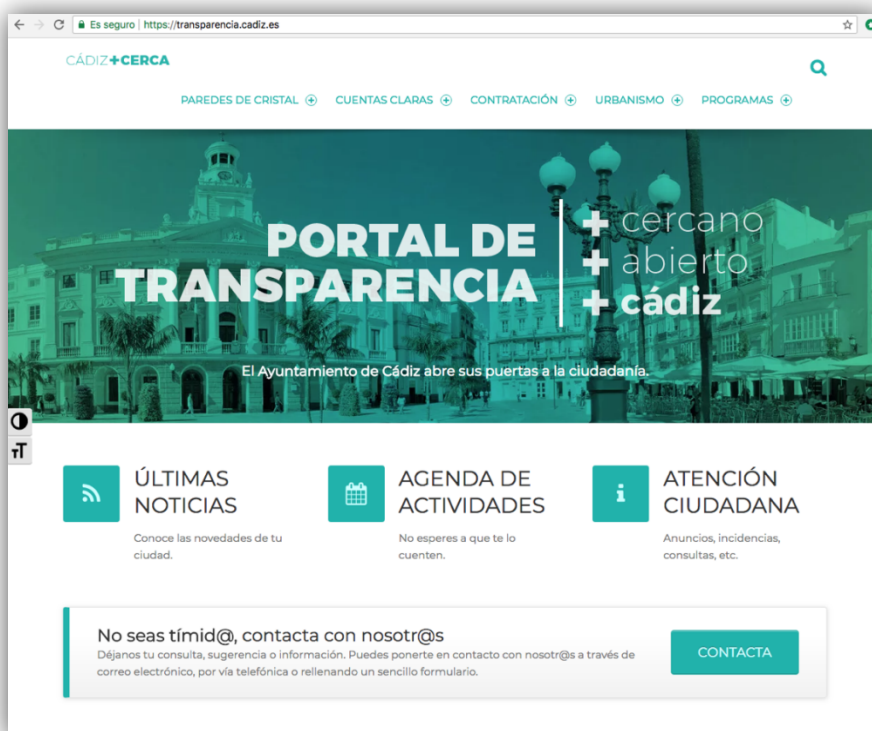 Es seguro | https://transparencia.cadiz.es
CÁDIZ+CERCA
PAREDES DE CRISTAL + CUENTAS CLARAS + CONTRATACIÓN + URBANISMO + PROGRAMAS +
PORTAL DE
TRANSPARENCIA
+ cercano
+ abierto
+ cádiz
El Ayuntamiento de Cádiz abre sus puertas a la ciudadanía.
TT
ÚLTIMAS
NOTICIAS
Conoce las novedades de tu
ciudad.
AGENDA DE
ACTIVIDADES
No esperes a que te lo
cuenten.
i
ATENCIÓN
CIUDADANA
Anuncios, incidencias,
consultas, etc.
No seas tímid@, contacta con nosotr@s
Déjanos tu consulta, sugerencia o información. Puedes ponerte en contacto con nosotr@s a través de
correo electrónico, por vía telefónica o rellenando un sencillo formulario.
CONTACTA